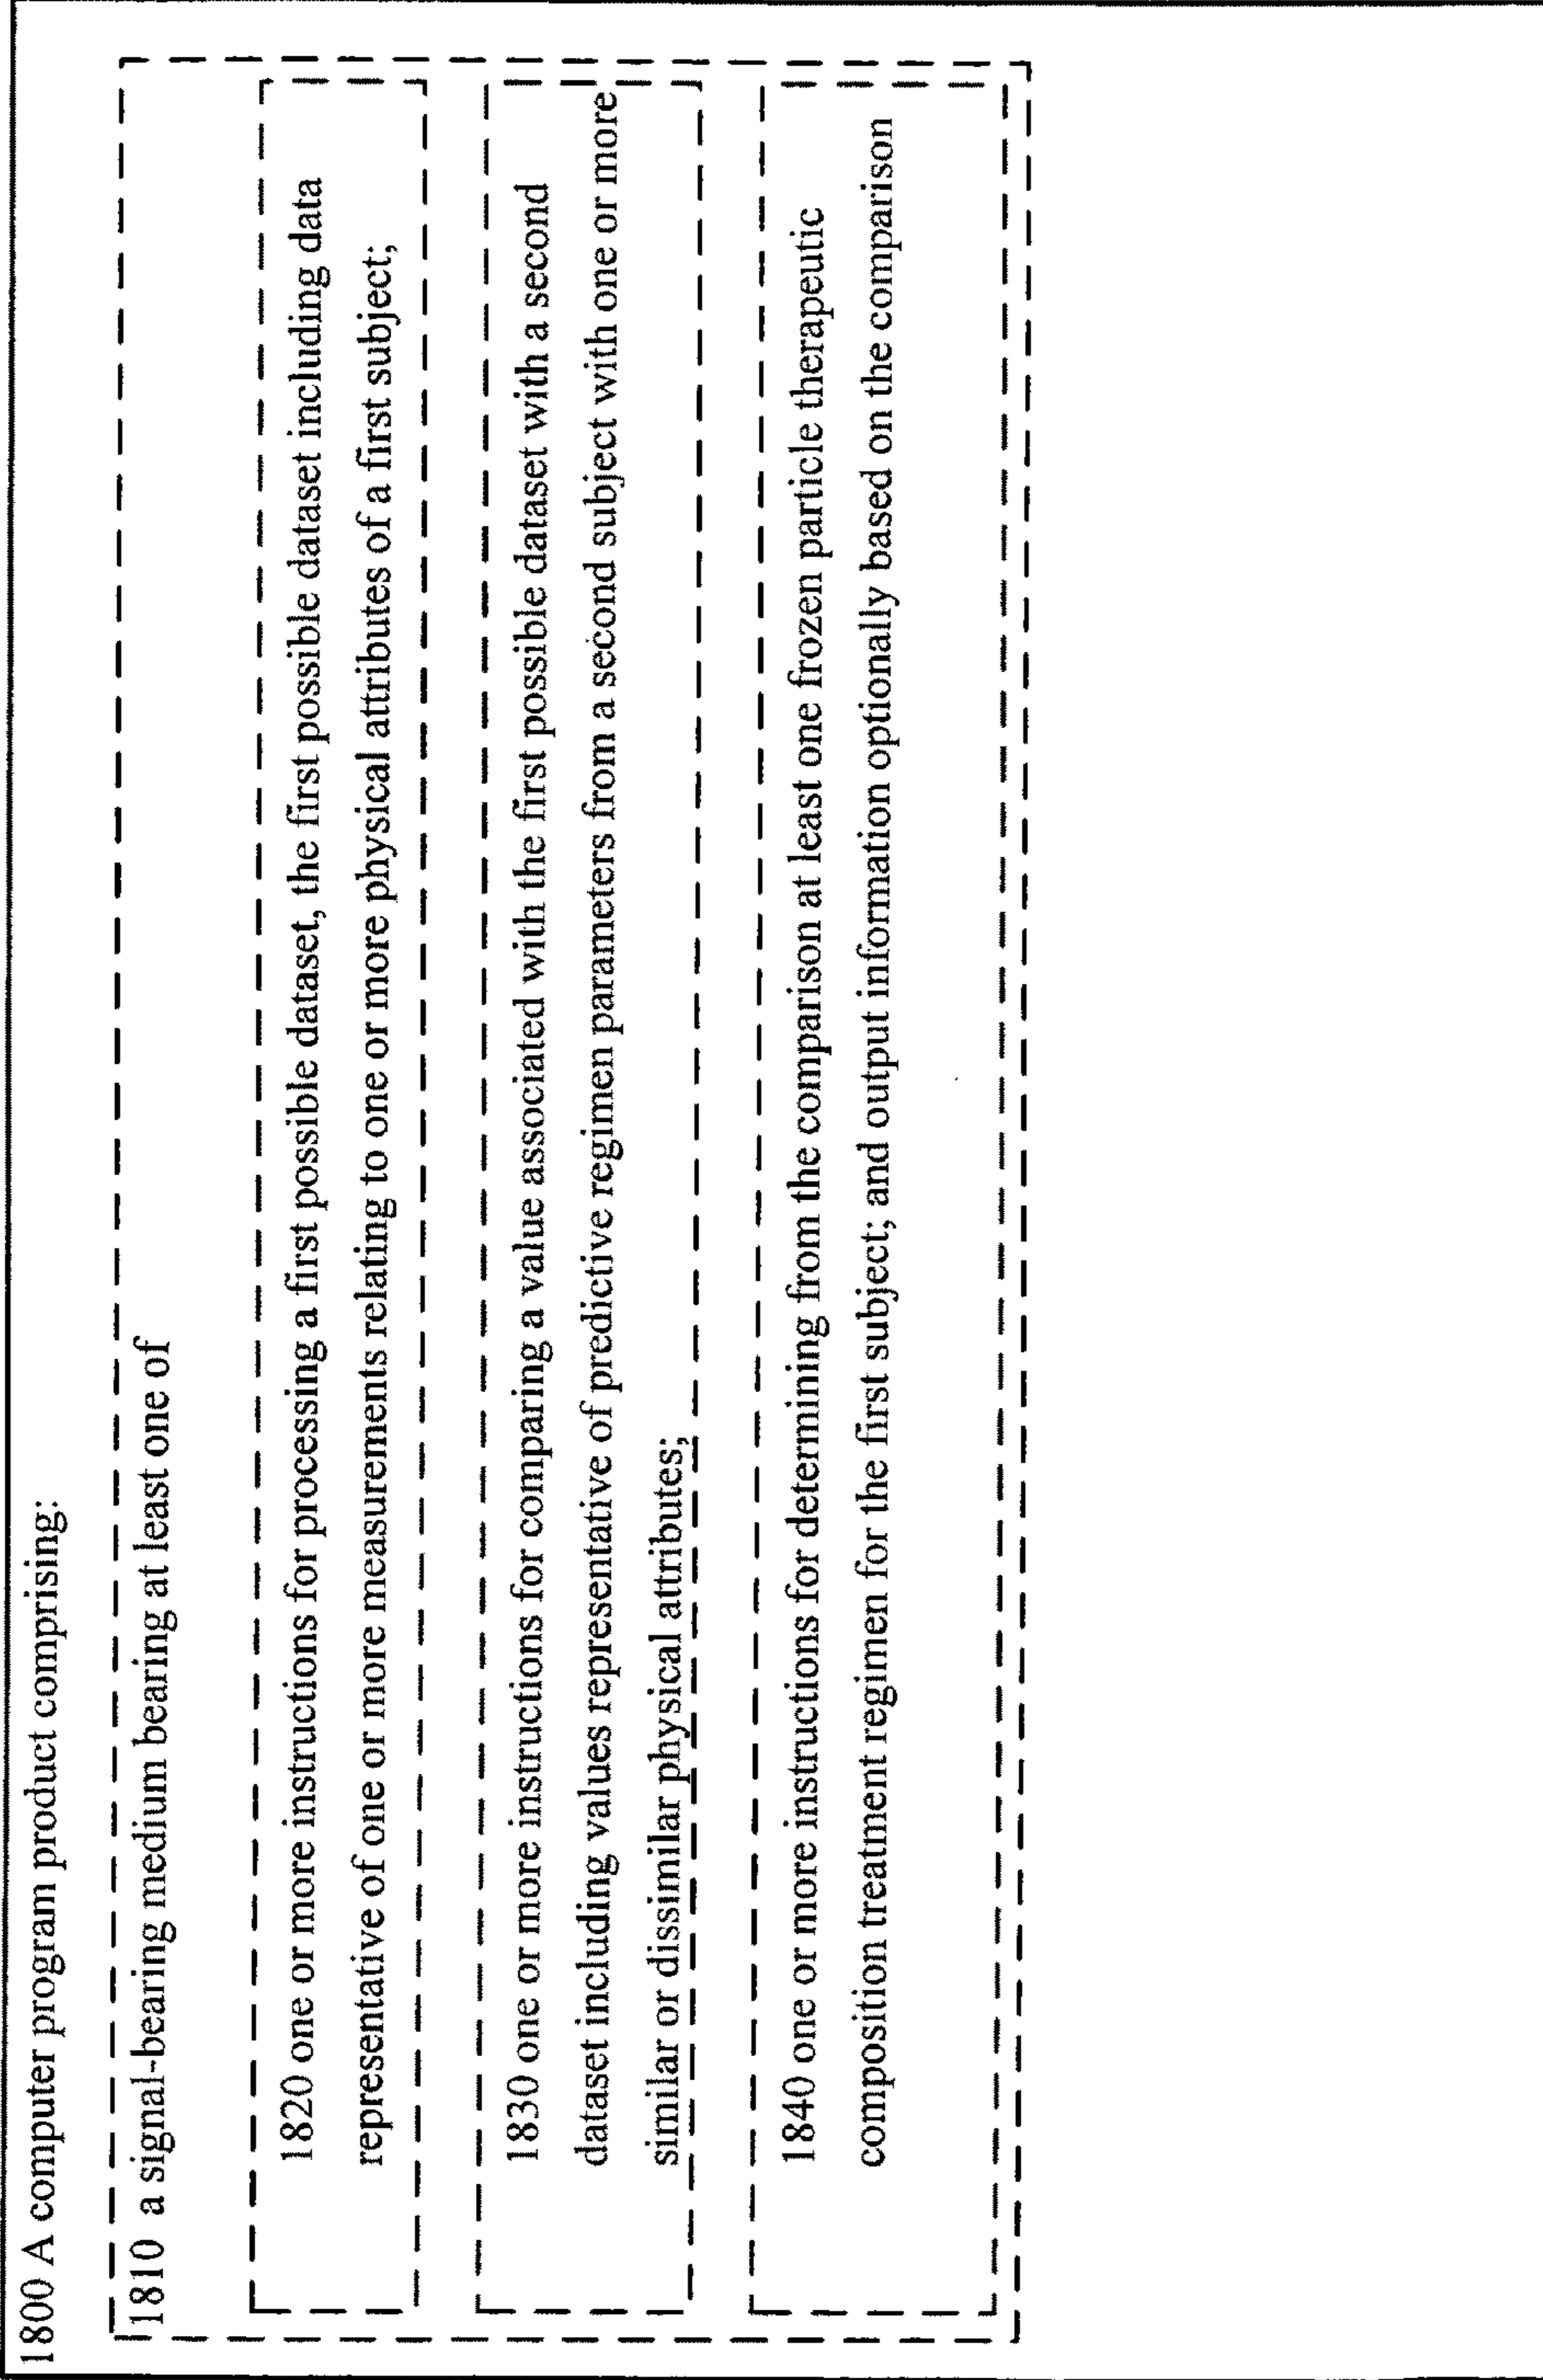 1800 A computer program product comprising:
1810 a signal-bearing medium bearing at least one of
1820 one or more instructions for processing a first possible dataset, the first possible dataset including data
representative of one or more measurements relating to one or more physical attributes of a first subject;
1830 one or more instructions for comparing a value associated with the first possible dataset with a second
dataset including values representative of predictive regimen parameters from a second subject with one or more
similar or dissimilar physical attributes;
1840 one or more instructions for determining from the comparison at least one frozen particle therapeutic
composition treatment regimen for the first subject; and output information optionally based on the comparison